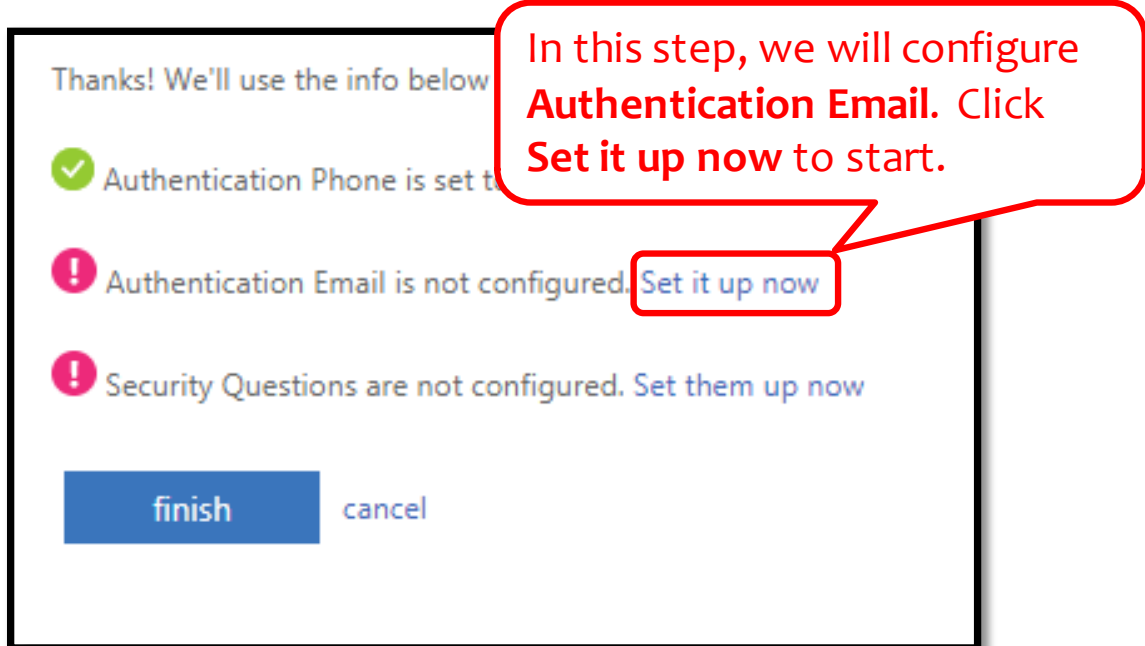 In this step, we will configure
Authentication Email. Click
Set it up now to start.
Thanks! We'll use the info below
Authentication Phone is set
Authentication Email is not configured. Set it up now
Security Questions are not configured. Set them up now
finish cancel